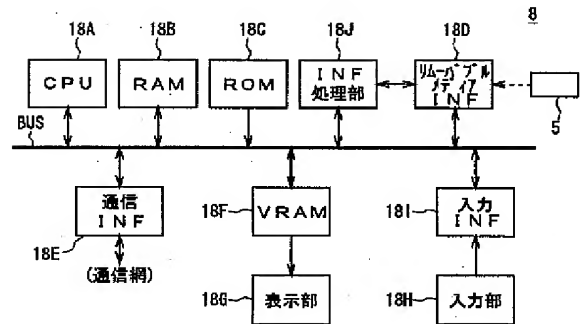 8
18A
18B
18C
18J
18D
CPU
RAM
ROM
INF
処理部
リムーバブル
メディア
INF
5
BUS
通信
INF
18E
(通信網)
18F
VRAM
18G
表示部
18I
入力
INF
18H
入力部